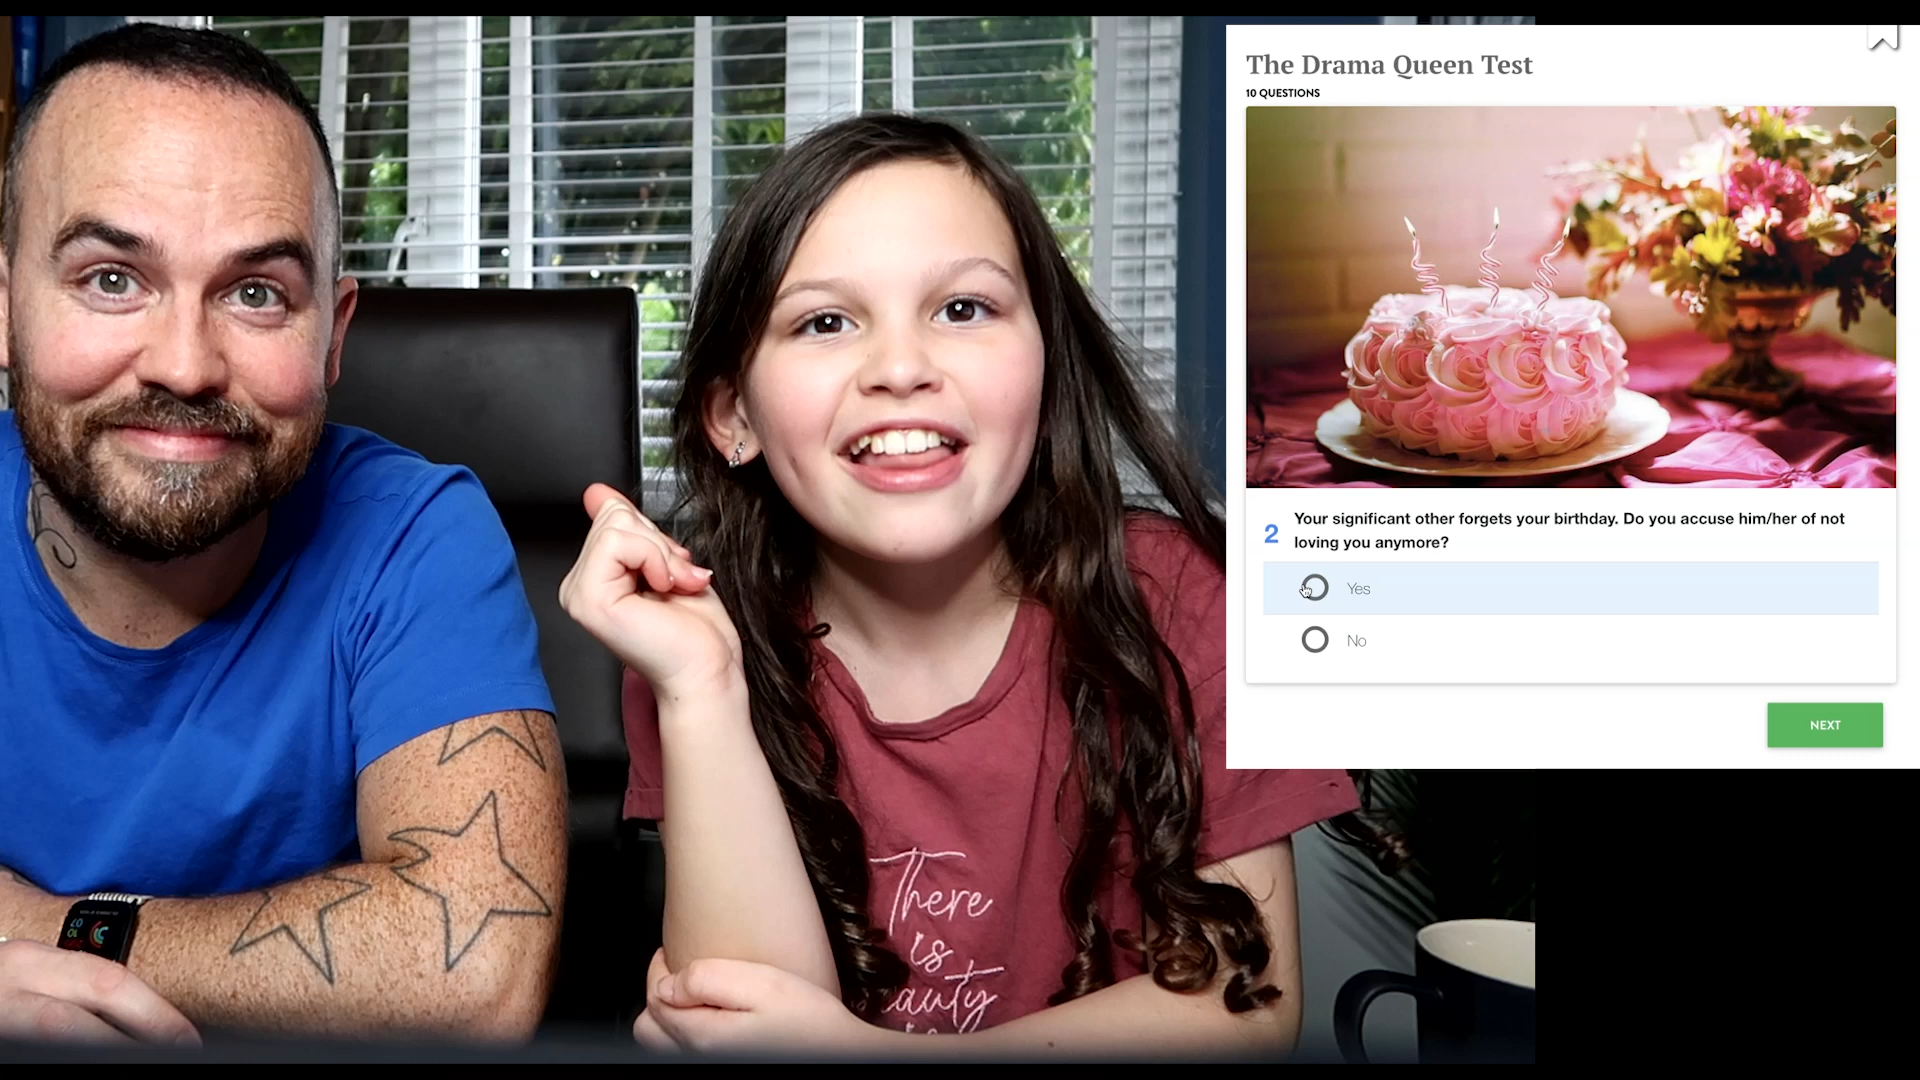 The Drama Queen Test
10 QUESTIONS
2
Your significant other forgets your birthday. Do you accuse him/her of not
loving you anymore?
Yes
No
NEXT
There
is